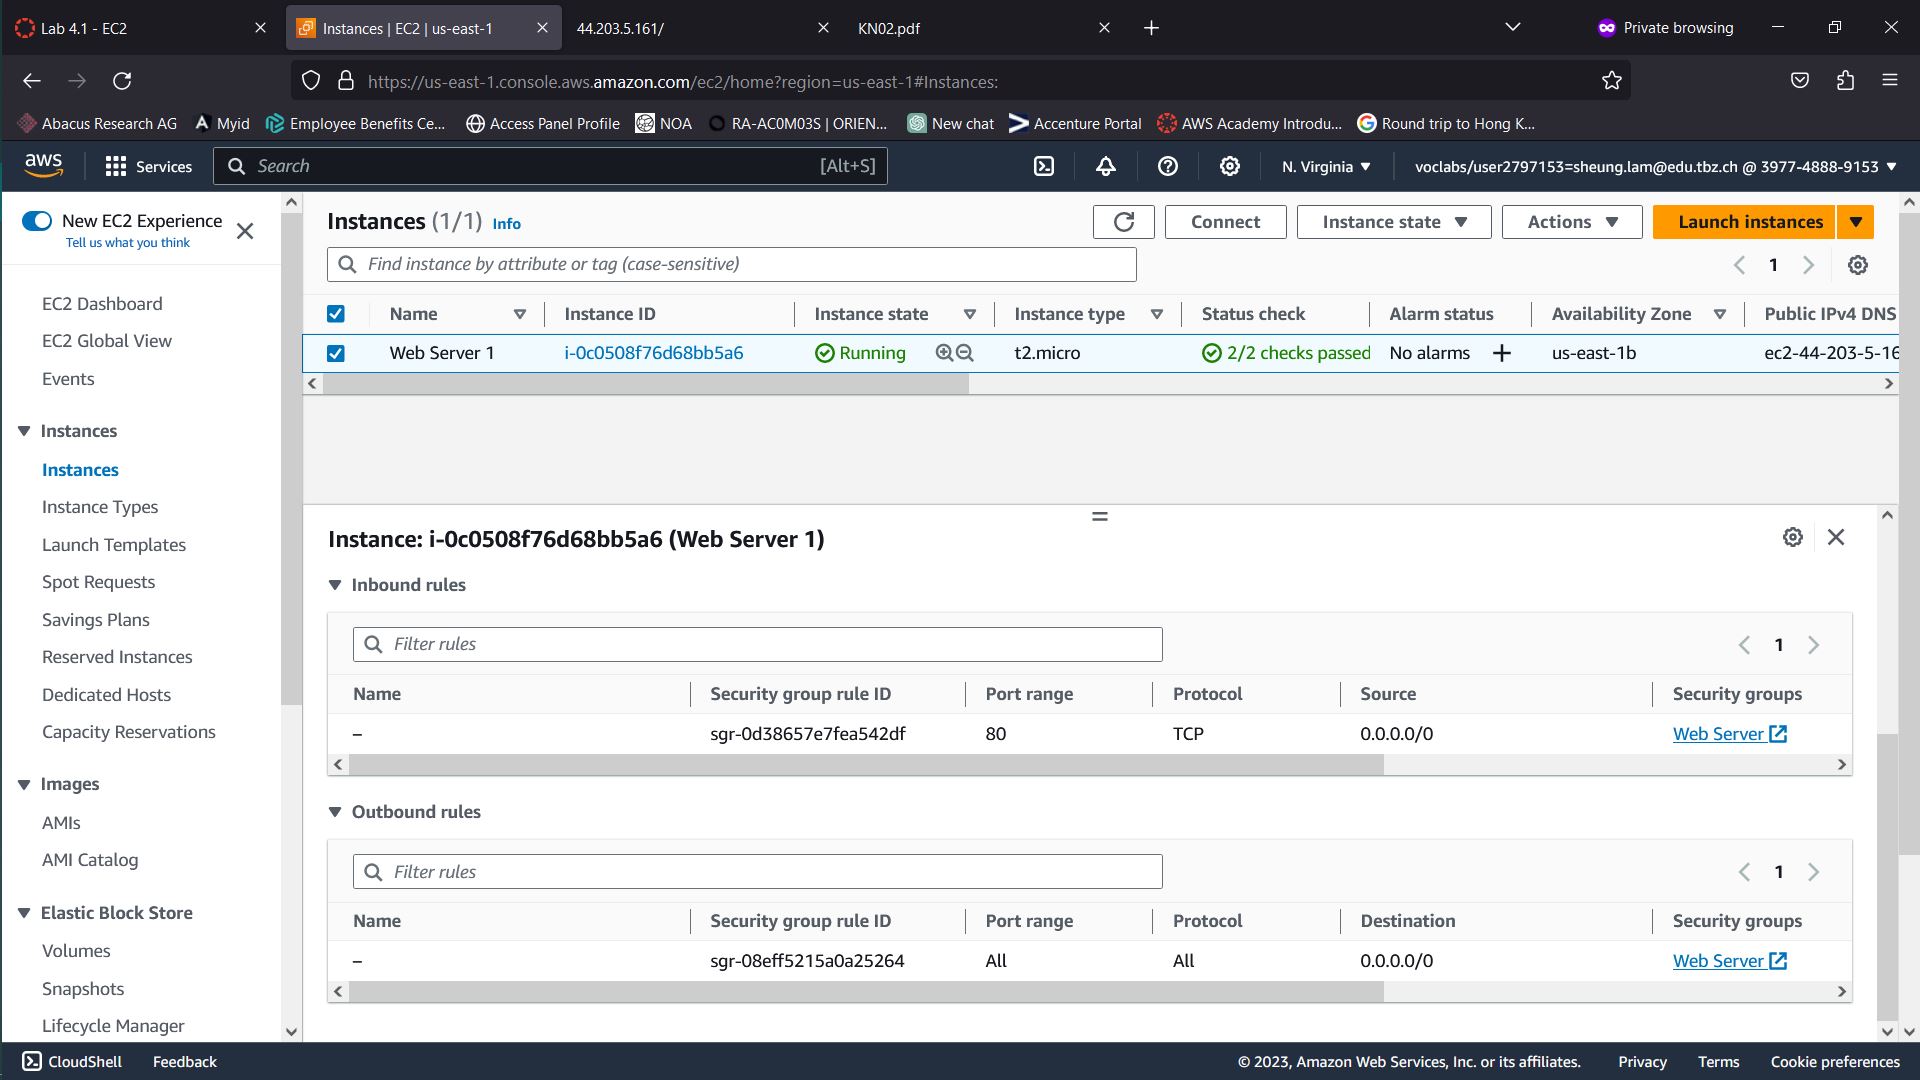 Lab 4.1 - EC2
Instances | EC2 | us-east-1
44.203.5.161/
KN02.pdf
Private browsing
https://us-east-1.console.aws.amazon.com/ec2/home?region=us-east-1#Instances:
Abacus Research AG
Myid
Employee Benefits Ce...
Access Panel Profile
NOA
RA-AC0M03S | ORIEN...
New chat
Accenture Portal
AWS Academy Introdu...
Round trip to Hong K...
aws
Services
Search
[Alt+S]
N. Virginia
voclabs/user2797153=sheung.lam@edu.tbz.ch @ 3977-4888-9153
New EC2 Experience
Tell us what you think
EC2 Dashboard
EC2 Global View
Events
Instances
Instances
Instance Types
Launch Templates
Spot Requests
Savings Plans
Reserved Instances
Dedicated Hosts
Capacity Reservations
Images
AMIs
AMI Catalog
Elastic Block Store
Volumes
Snapshots
Lifecycle Manager
Instances (1/1) Info
Connect
Instance state
Actions
Launch instances
Find instance by attribute or tag (case-sensitive)
1
Name Instance ID Instance state Instance type Status check Alarm status Availability Zone Public IPv4 DNS
Web Server 1 i-0c0508f76d68bb5a6 Running t2.micro 2/2 checks passed No alarms + us-east-1b ec2-44-203-5-16
Instance: i-0c0508f76d68bb5a6 (Web Server 1)
Inbound rules
Filter rules
1
Name Security group rule ID Port range Protocol Source Security groups
– sgr-0d38657e7fea542df 80 TCP 0.0.0.0/0 Web Server
Outbound rules
Filter rules
1
Name Security group rule ID Port range Protocol Destination Security groups
– sgr-08eff5215a0a25264 All All 0.0.0.0/0 Web Server
CloudShell
Feedback
© 2023, Amazon Web Services, Inc. or its affiliates.
Privacy
Terms
Cookie preferences